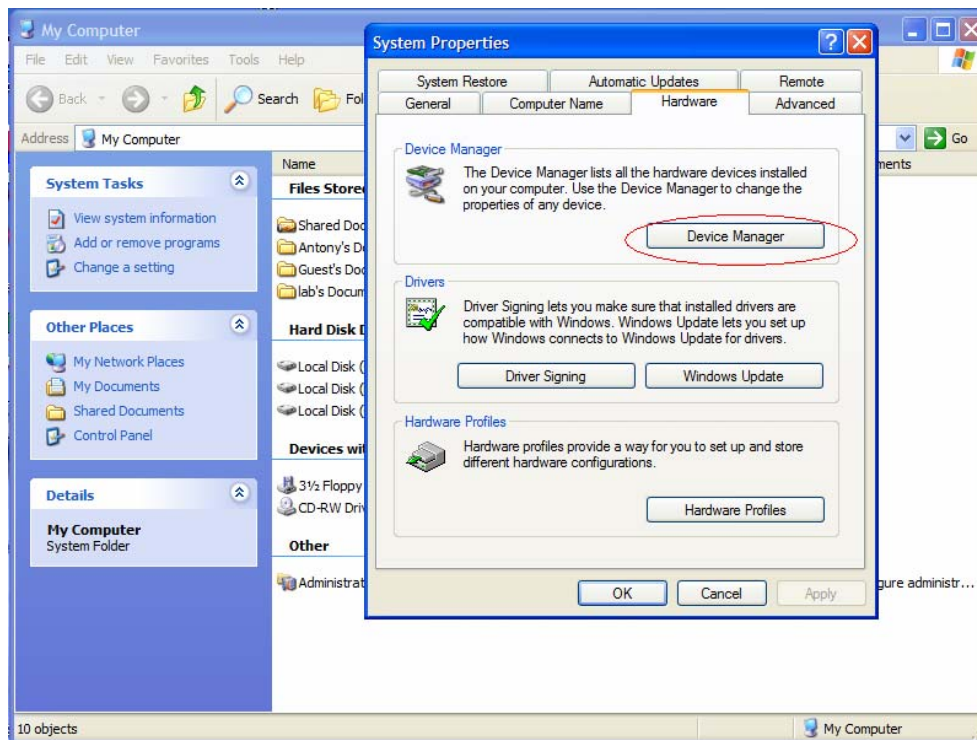 My Computer
File Edit View Favorites Tools Help
Back Search Fol
Address My Computer Go
System Tasks
View system information
Add or remove programs
Change a setting
Other Places
My Network Places
My Documents
Shared Documents
Control Panel
Details
My Computer
System Folder
Name
Files Store
Shared Doc
Antony's D
Guest's Doc
lab's Docum
Hard Disk D
Local Disk (
Local Disk (
Local Disk (
Devices wit
3½ Floppy
CD-RW Driv
Other
Administrat
ments
gure administr...
System Properties
System Restore Automatic Updates Remote
General Computer Name Hardware Advanced
Device Manager
The Device Manager lists all the hardware devices installed
on your computer. Use the Device Manager to change the
properties of any device.
Device Manager
Drivers
Driver Signing lets you make sure that installed drivers are
compatible with Windows. Windows Update lets you set up
how Windows connects to Windows Update for drivers.
Driver Signing Windows Update
Hardware Profiles
Hardware profiles provide a way for you to set up and store
different hardware configurations.
Hardware Profiles
OK Cancel Apply
10 objects My Computer